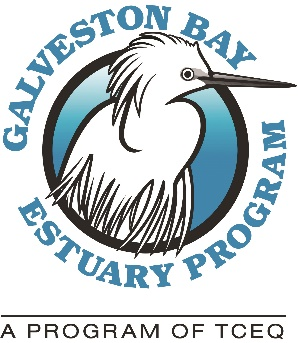 GALVESTON BAY
ESTUARY PROGRAM
A PROGRAM OF TCEQ